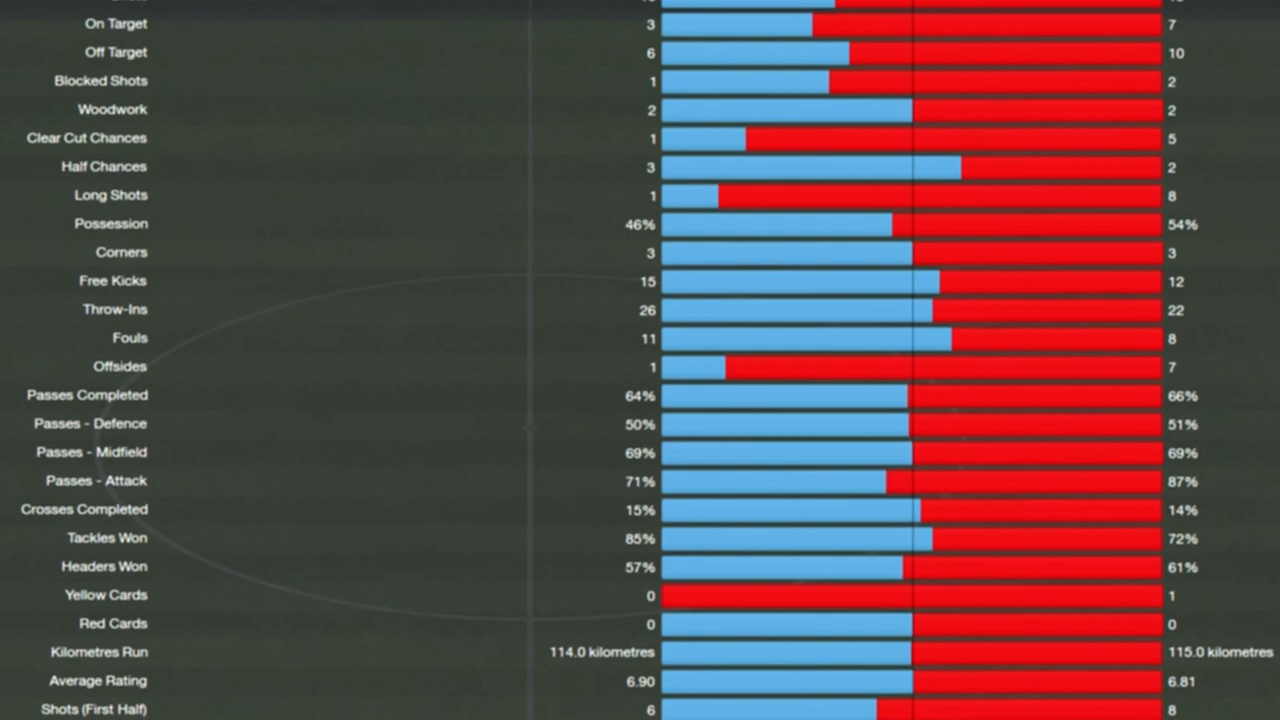 On Target 3 7
Off Target 6 10
Blocked Shots 1 2
Woodwork 2 2
Clear Cut Chances 1 5
Half Chances 3 2
Long Shots 1 8
Possession 46% 54%
Corners 3 3
Free Kicks 15 12
Throw-Ins 26 22
Fouls 11 8
Offsides 1 7
Passes Completed 64% 66%
Passes - Defence 50% 51%
Passes - Midfield 69% 69%
Passes - Attack 71% 87%
Crosses Completed 15% 14%
Tackles Won 85% 72%
Headers Won 57% 61%
Yellow Cards 0 1
Red Cards 0 0
Kilometres Run 114.0 kilometres 115.0 kilometres
Average Rating 6.90 6.81
Shots (First Half) 6 8